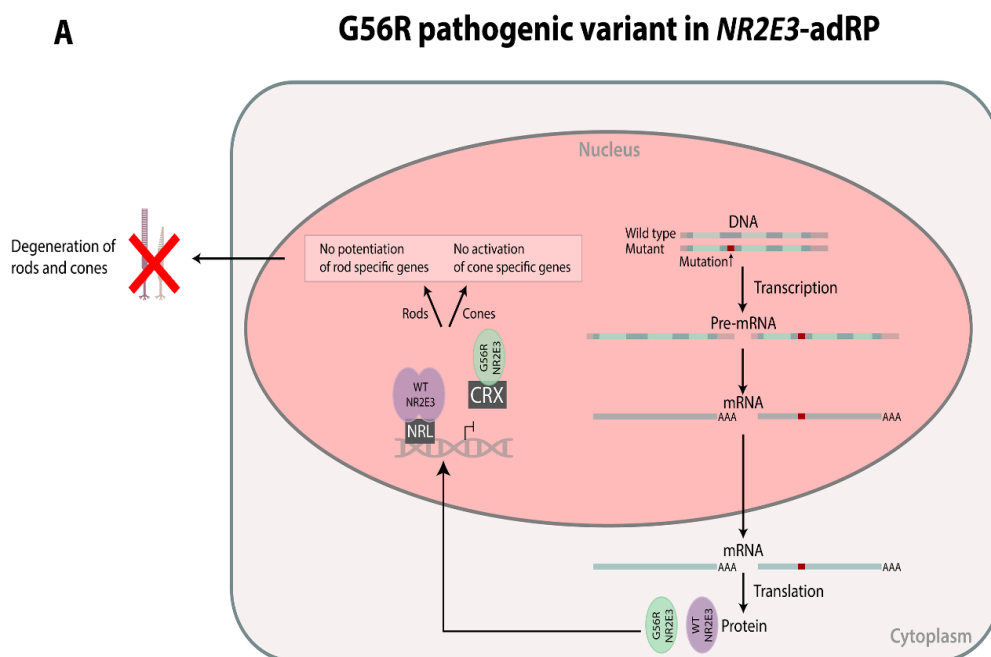 A
G56R pathogenic variant in NR2E3-adRP
Nucleus
DNA
Wild type
Mutant
Mutation
Transcription
Pre-mRNA
mRNA
AAA
AAA
No potentiation
of rod specific genes
No activation
of cone specific genes
Rods
Cones
G56R
NR2E3
CRX
WT
NR2E3
NRL
Degeneration of
rods and cones
mRNA
AAA
AAA
Translation
G56R
NR2E3
WT
NR2E3
Protein
Cytoplasm